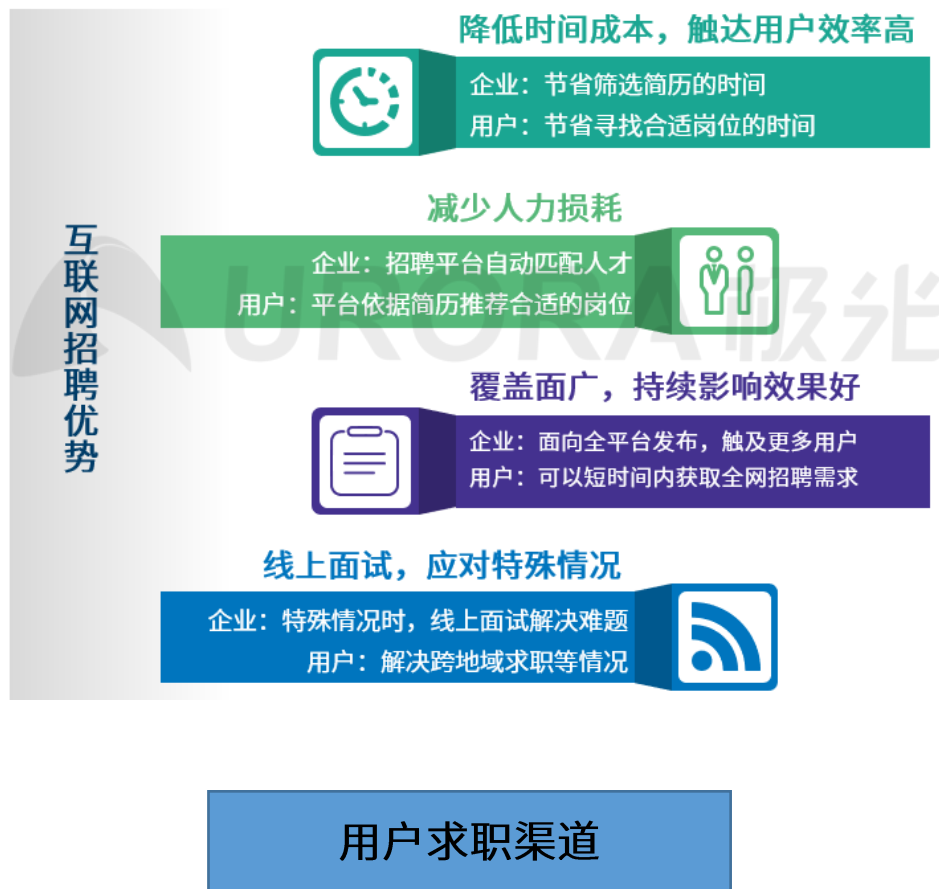 降低时间成本，触达用户效率高
企业：节省筛选简历的时间
用户：节省寻找合适岗位的时间
减少人力损耗
企业：招聘平台自动匹配人才
用户：平台依据简历推荐合适的岗位
互联网招聘优势
URORA极光
覆盖面广，持续影响效果好
企业：面向全平台发布，触及更多用户
用户：可以短时间内获取全网招聘需求
线上面试，应对特殊情况
企业：特殊情况时，线上面试解决难题
用户：解决跨地域求职等情况
用户求职渠道